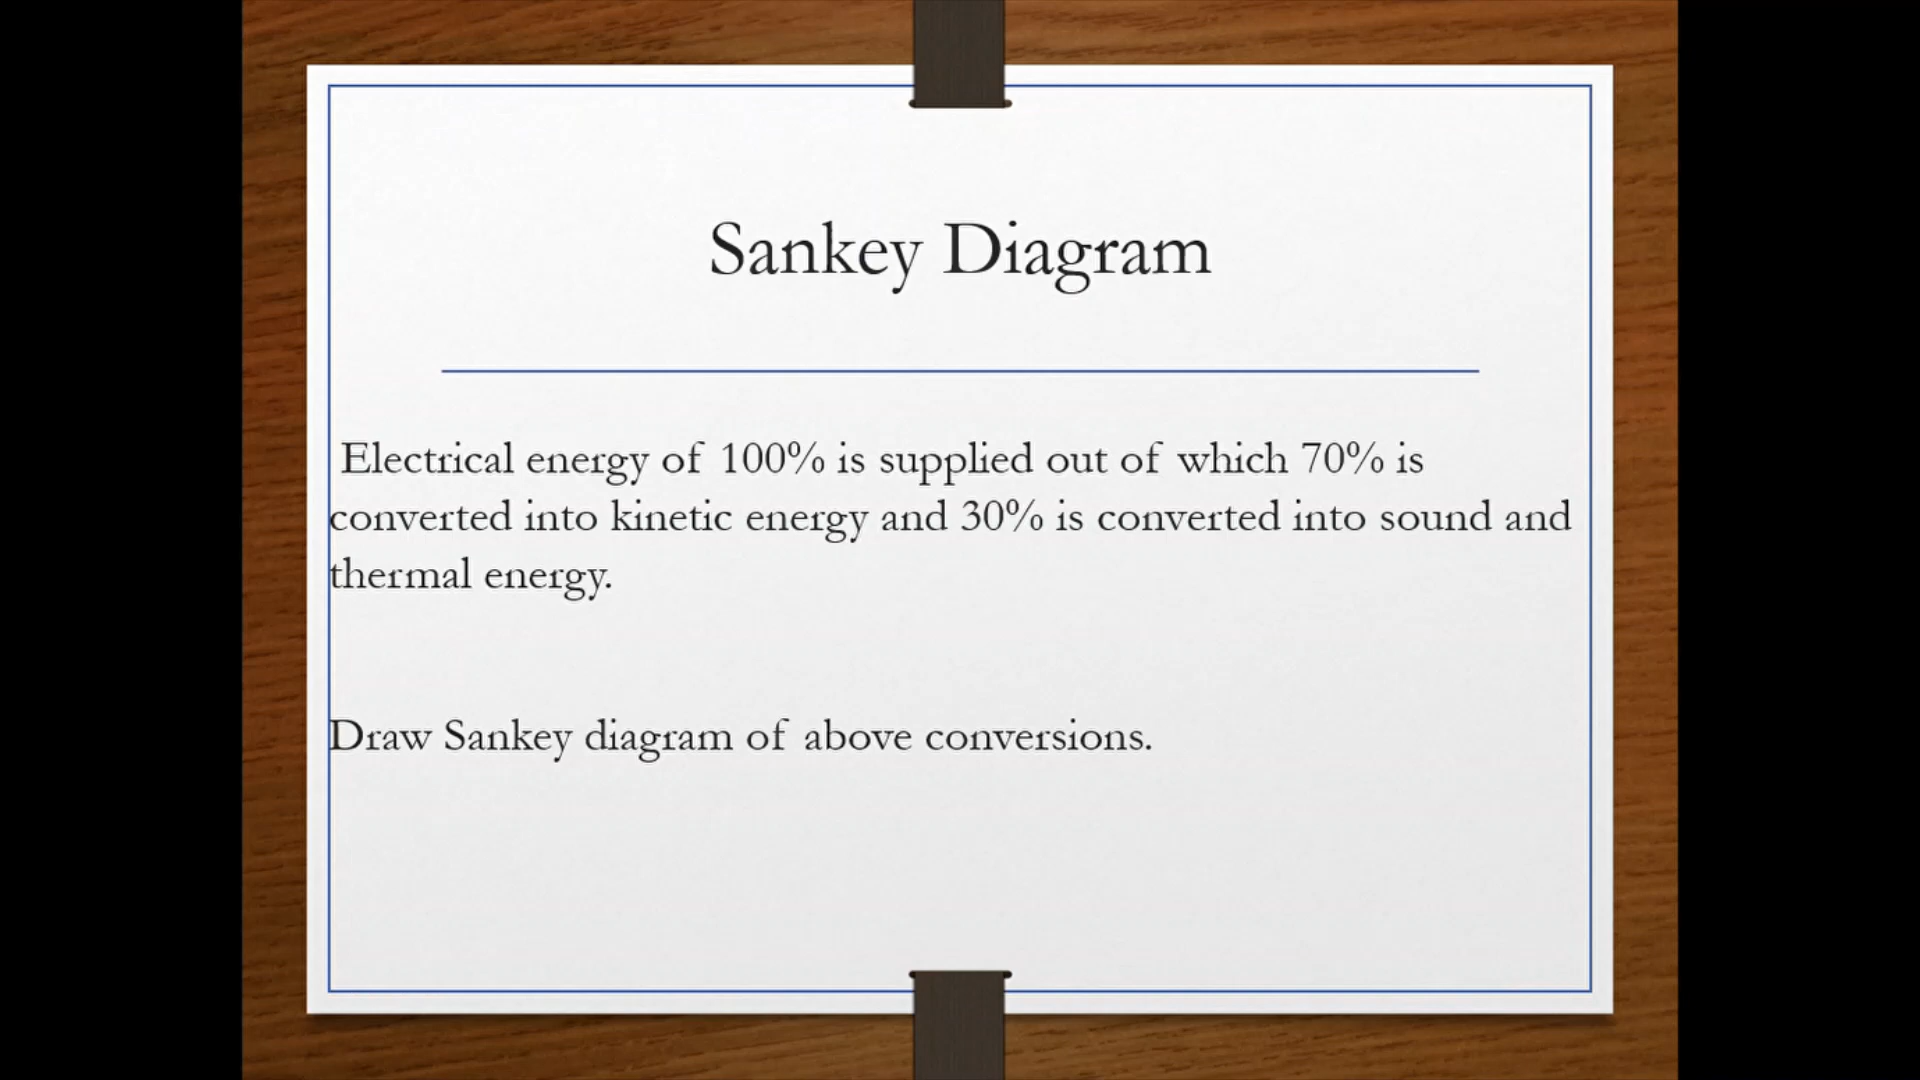 Sankey Diagram
Electrical energy of 100% is supplied out of which 70% is
converted into kinetic energy and 30% is converted into sound and
thermal energy.
Draw Sankey diagram of above conversions.